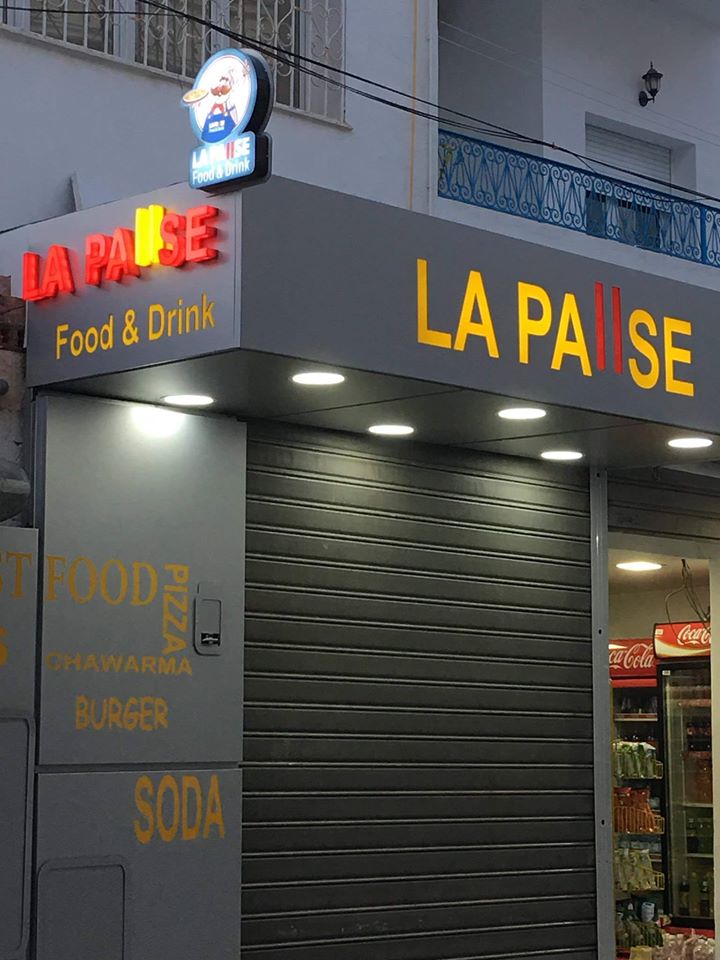 LA PAUSE
Food & Drink
LA PAUSE
Food & Drink
LA PAUSE
FOOD
PIZZA
CHAWARMA
BURGER
SODA
Coca-Cola
Coca-Cola